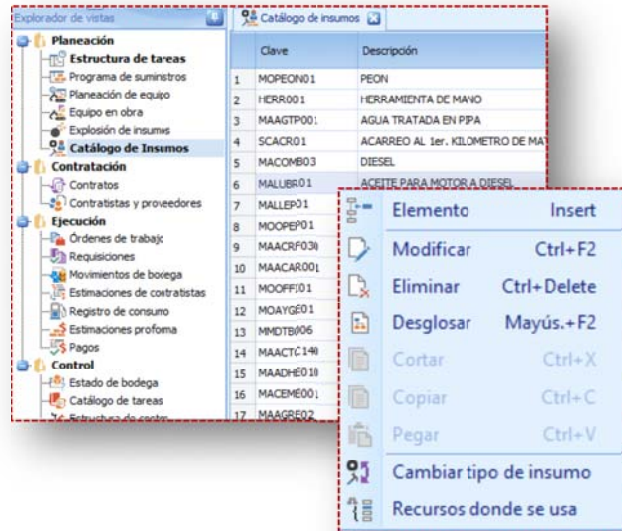 Explorador de vistas
Planeación
Estructura de tareas
Programa de suministros
Planeación de equipo
Equipo en obra
Explosión de insumos
Catálogo de Insumos
Contratación
Contratos
Contratistas y proveedores
Ejecución
Órdenes de trabajo
Requisiciones
Movimientos de bodega
Estimaciones de contratistas
Registro de consumo
Estimaciones profoma
Pagos
Control
Estado de bodega
Catálogo de tareas
Catálogo de insumos
Clave Descripción
1 MOPEON01 PEON
2 HERR001 HERRAMIENTA DE MANO
3 MAAGTP001 AGUA TRATADA EN PIPA
4 SCACR01 ACARREO AL 1er. KILOMETRO DE MAT
5 MACOMB03 DIESEL
6 MALUBR01 ACEITE PARA MOTOR A DIESEL
7 MALLEP01
8 MOOPEP01
9
10 MAACAR001
11
12
13
14
15
16
17 MAAGRE02
Elemento Insert
Modificar Ctrl+F2
Eliminar Ctrl+Delete
Desglosar Mayús.+F2
Cortar Ctrl+X
Copiar Ctrl+C
Pegar Ctrl+V
Cambiar tipo de insumo
Recursos donde se usa